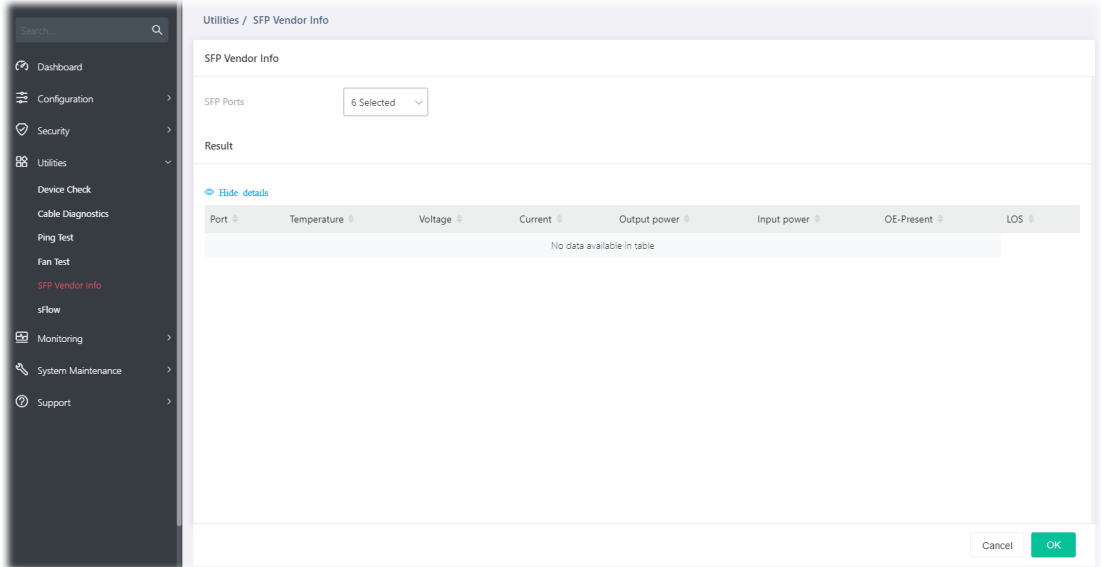 Search...
Dashboard
Configuration
Security
Utilities
Device Check
Cable Diagnostics
Ping Test
Fan Test
SFP Vendor Info
sFlow
Monitoring
System Maintenance
Support
Utilities / SFP Vendor Info
SFP Vendor Info
SFP Ports 6 Selected
Result
Hide details
Port Temperature Voltage Current Output power Input power OE-Present LOS
No data available in table
Cancel OK